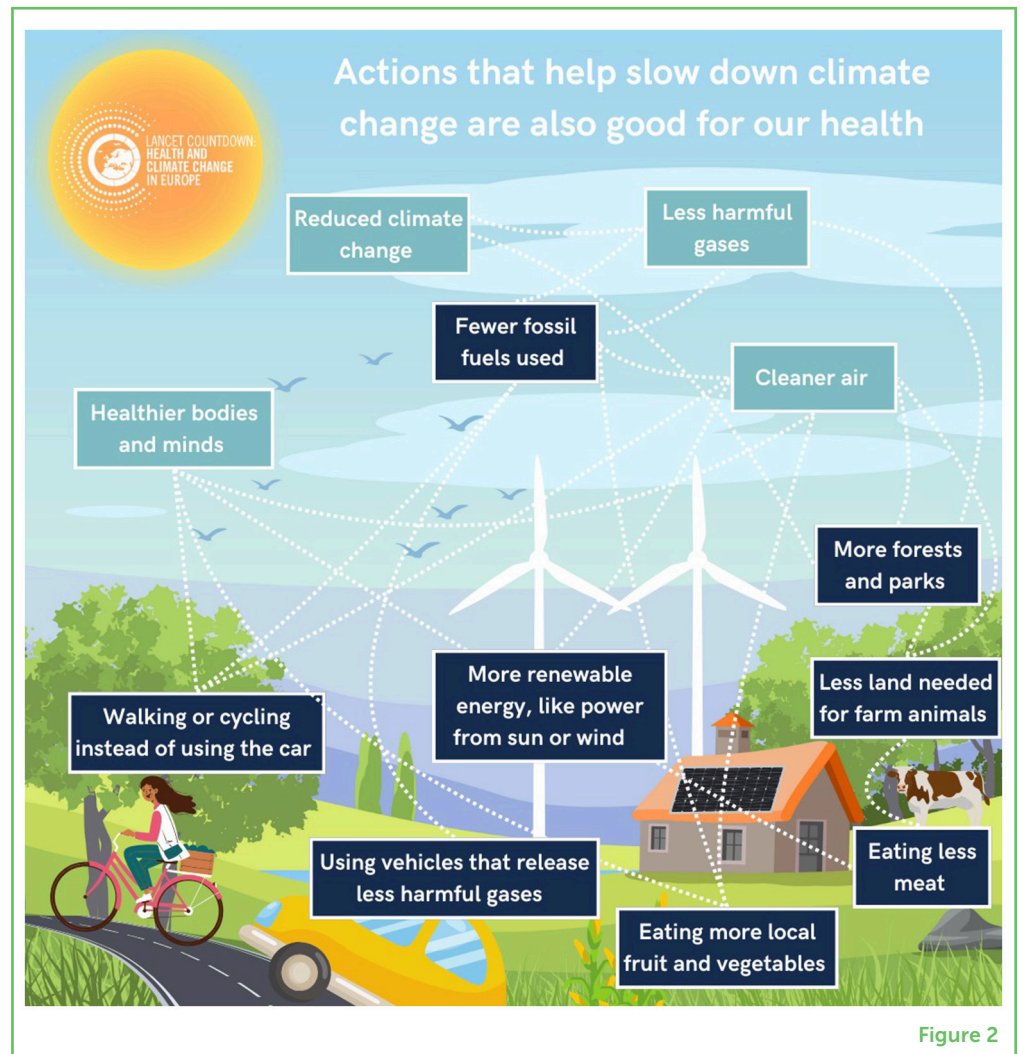 Actions that help slow down climate
change are also good for our health
LANCET COUNTDOWN:
HEALTH AND
CLIMATE CHANGE
IN EUROPE
Reduced climate
change
Less harmful
gases
Fewer fossil
fuels used
Cleaner air
Healthier bodies
and minds
More forests
and parks
More renewable
energy, like power
from sun or wind
Less land needed
for farm animals
Walking or cycling
instead of using the car
Using vehicles that release
less harmful gases
Eating less
meat
Eating more local
fruit and vegetables
Figure 2